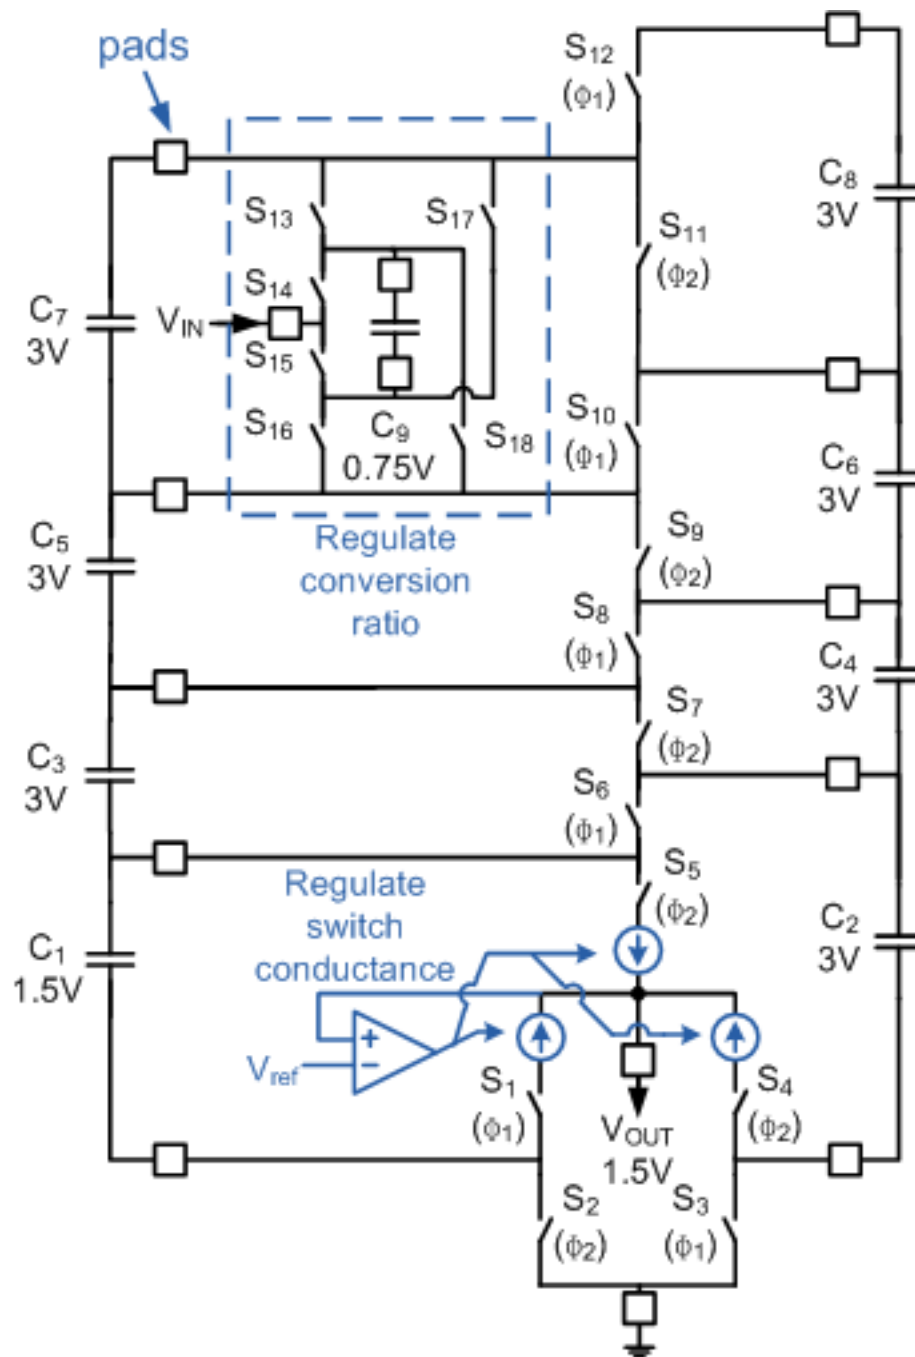 pads
S12
(ϕ1)
C8
3V
S13
S17
S11
(ϕ2)
S14
VIN
C7
3V
S15
S16
C9
0.75V
S18
S10
(ϕ1)
C6
3V
Regulate
conversion
ratio
C5
3V
S9
(ϕ2)
S8
(ϕ1)
C4
3V
S7
(ϕ2)
C3
3V
S6
(ϕ1)
Regulate
switch
conductance
S5
(ϕ2)
C1
1.5V
C2
3V
+
−
Vref
S1
(ϕ1)
S4
(ϕ2)
VOUT
1.5V
S2
(ϕ2)
S3
(ϕ1)